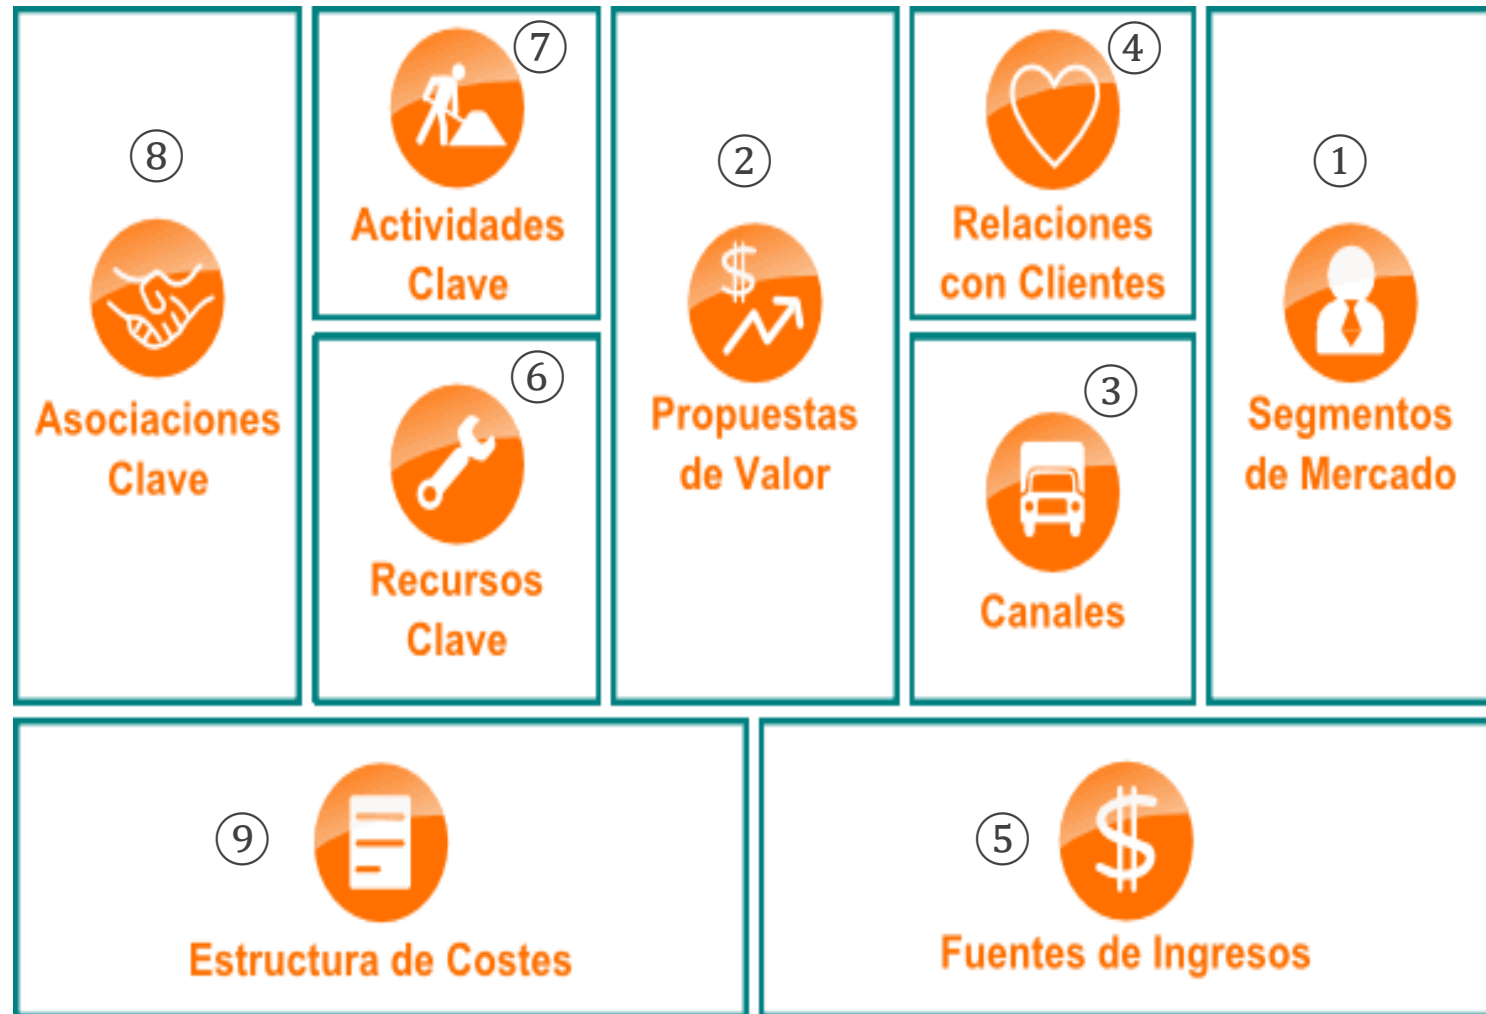 ⑧
Asociaciones
Clave
⑦
Actividades
Clave
⑥
Recursos
Clave
②
Propuestas
de Valor
④
Relaciones
con Clientes
③
Canales
①
Segmentos
de Mercado
⑨
Estructura de Costes
⑤
Fuentes de Ingresos